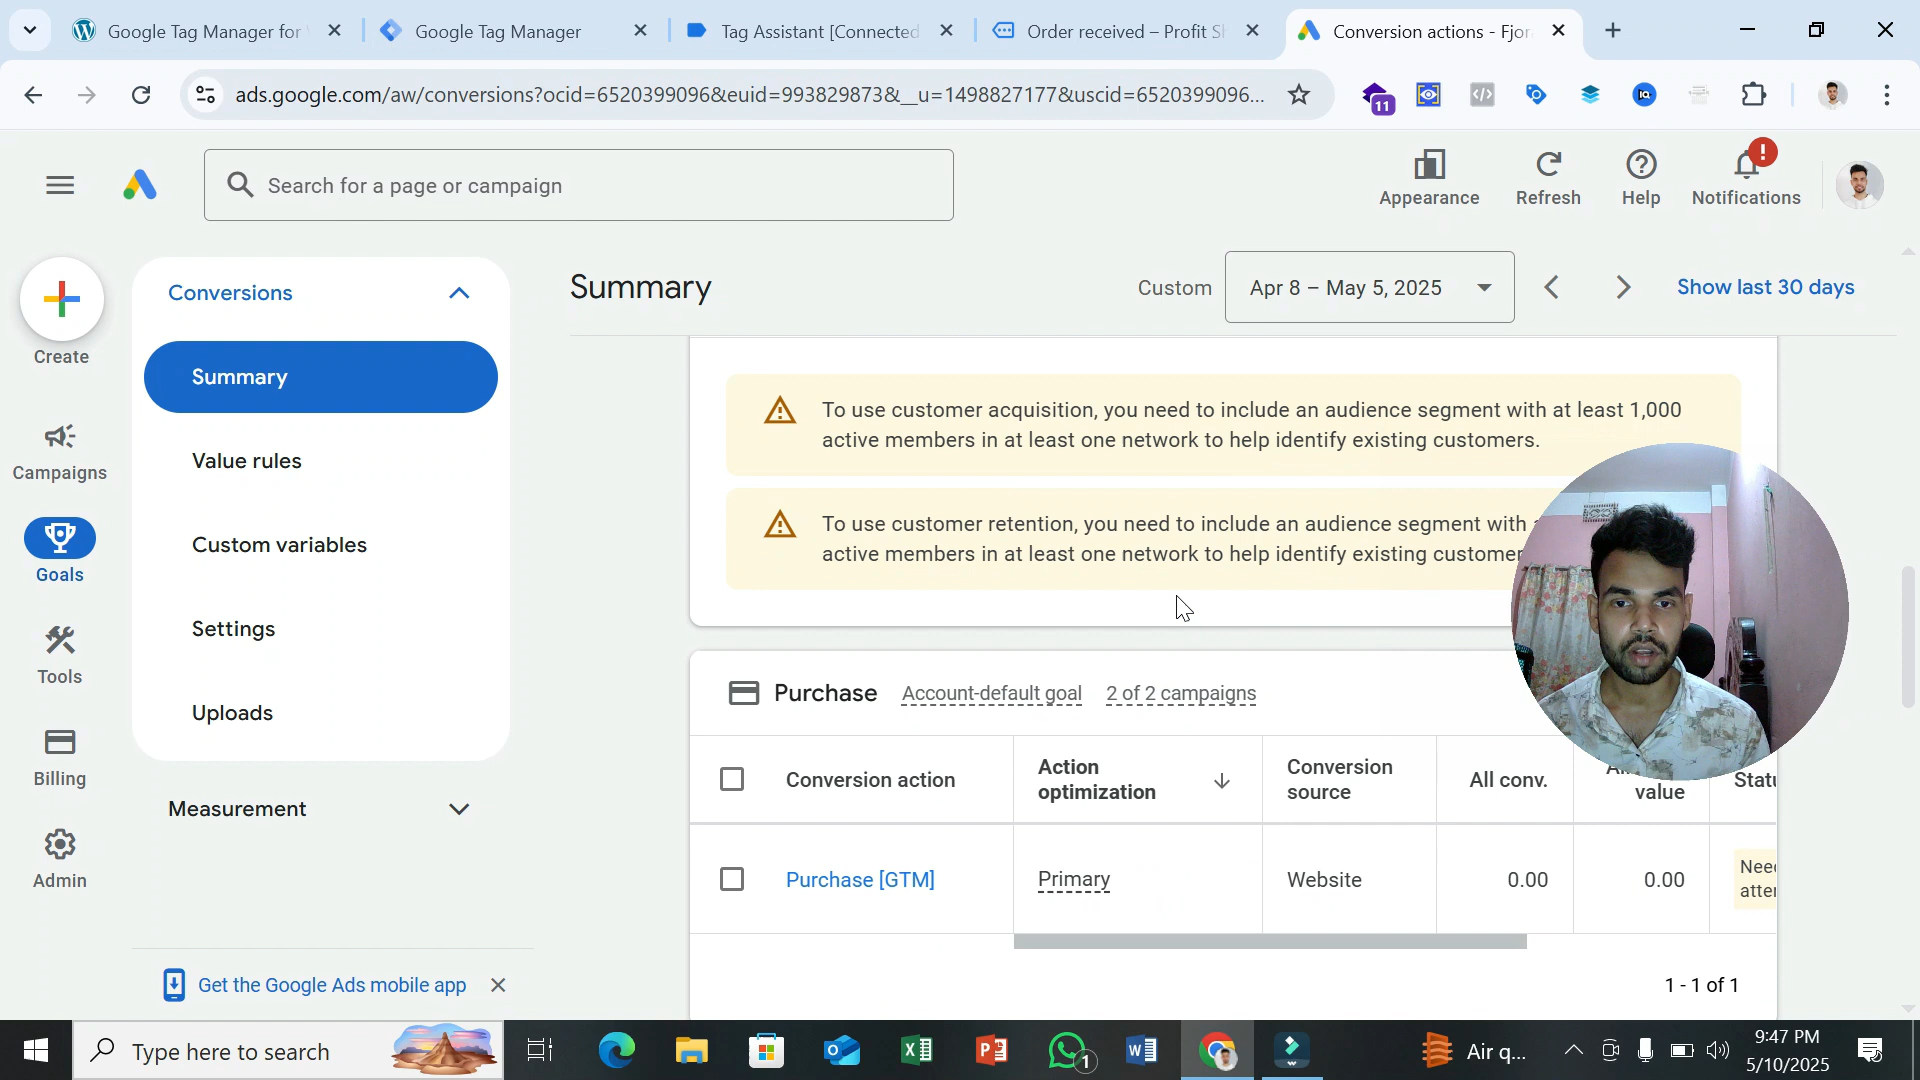 Google Tag Manager for
Google Tag Manager
Tag Assistant [Connected
Order received – Profit Sh
Conversion actions - Fjor
ads.google.com/aw/conversions?ocid=6520399096&euid=993829873&__u=1498827177&uscid=6520399096...
11
Search for a page or campaign
Appearance
Refresh
Help
Notifications
Create
Campaigns
Goals
Tools
Billing
Admin
Conversions
Summary
Value rules
Custom variables
Settings
Uploads
Measurement
Get the Google Ads mobile app
Summary
Custom
Apr 8 – May 5, 2025
Show last 30 days
To use customer acquisition, you need to include an audience segment with at least 1,000
active members in at least one network to help identify existing customers.
To use customer retention, you need to include an audience segment with
active members in at least one network to help identify existing customer
Purchase
Account-default goal
2 of 2 campaigns
Conversion action
Action
optimization
Conversion
source
All conv.
value
Statu
Purchase [GTM]
Primary
Website
0.00
0.00
Need
atten
1 - 1 of 1
Type here to search
1
Air q...
9:47 PM
5/10/2025